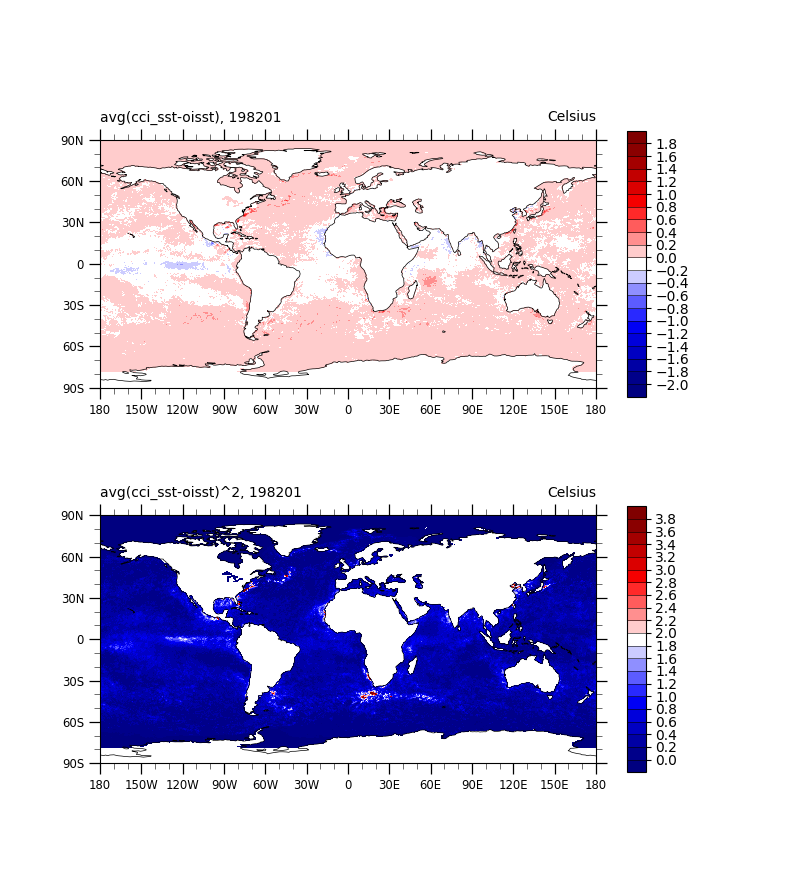 avg(cci_sst-oisst), 198201 Celsius
90N
60N
30N
0
30S
60S
90S
180 150W 120W 90W 60W 30W 0 30E 60E 90E 120E 150E 180
1.8
1.6
1.4
1.2
1.0
0.8
0.6
0.4
0.2
0.0
−0.2
−0.4
−0.6
−0.8
−1.0
−1.2
−1.4
−1.6
−1.8
−2.0
avg(cci_sst-oisst)^2, 198201 Celsius
90N
60N
30N
0
30S
60S
90S
180 150W 120W 90W 60W 30W 0 30E 60E 90E 120E 150E 180
3.8
3.6
3.4
3.2
3.0
2.8
2.6
2.4
2.2
2.0
1.8
1.6
1.4
1.2
1.0
0.8
0.6
0.4
0.2
0.0